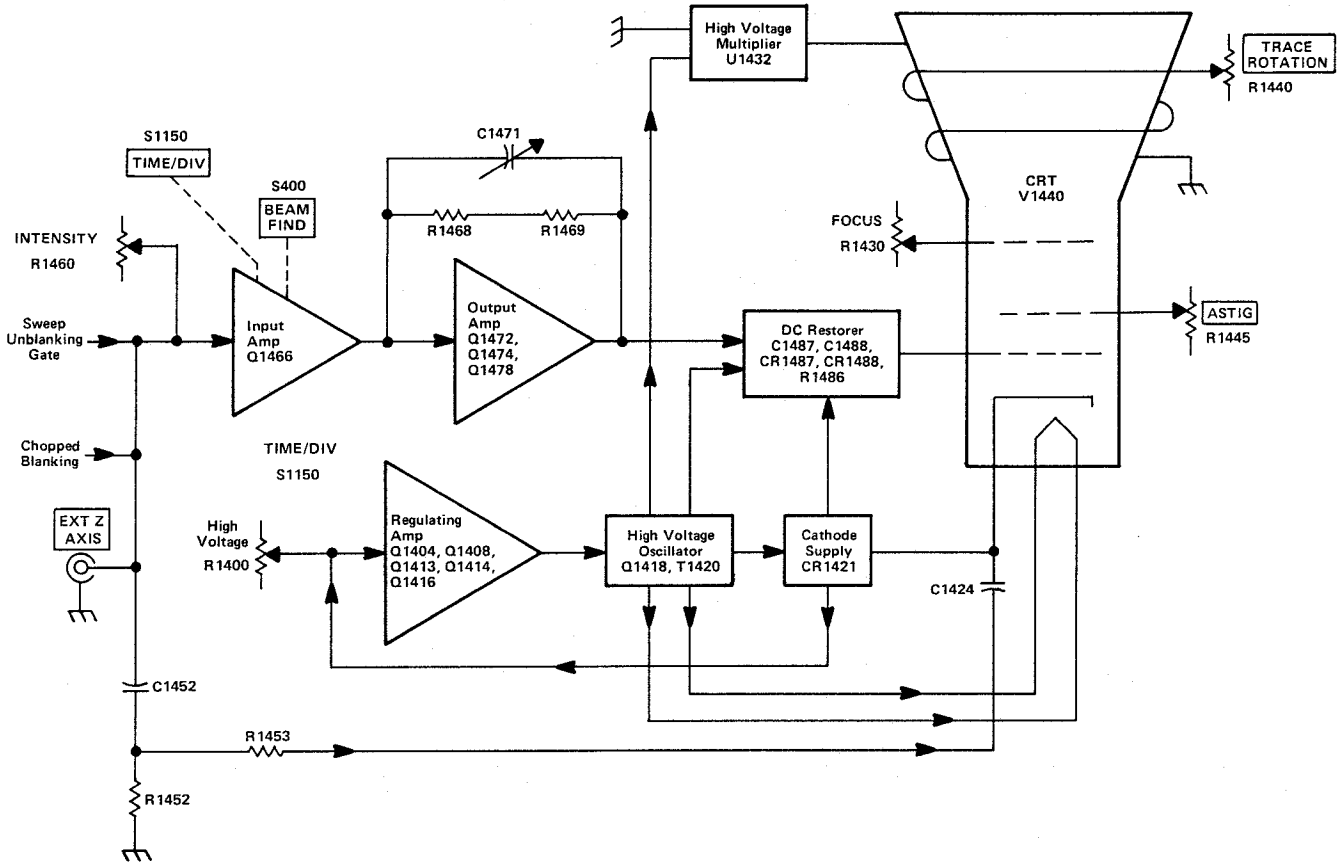 High Voltage
Multiplier
U1432
TRACE
ROTATION
R1440
S1150
TIME/DIV
C1471
S400
BEAM
FIND
CRT
V1440
R1468
R1469
FOCUS
R1430
INTENSITY
R1460
Sweep
Unblanking
Gate
Input
Amp
Q1466
Output
Amp
Q1472,
Q1474,
Q1478
DC Restorer
C1487, C1488,
CR1487, CR1488,
R1486
ASTIG
R1445
Chopped
Blanking
TIME/DIV
S1150
EXT Z
AXIS
High
Voltage
R1400
Regulating
Amp
Q1404, Q1408,
Q1413, Q1414,
Q1416
High Voltage
Oscillator
Q1418, T1420
Cathode
Supply
CR1421
C1424
C1452
R1453
R1452